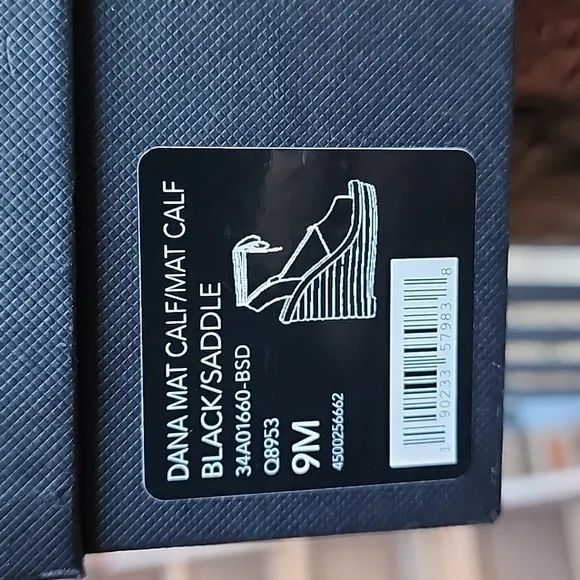 DANA MAT CALF/MAT CALF
BLACK/SADDLE
34A01660-BSD
Q8953
9M
4500256662
1 90233 57983 8